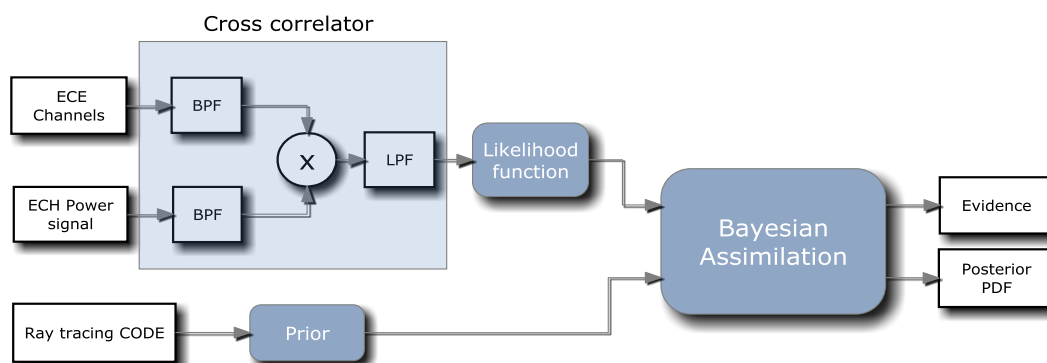 Cross correlator
ECE
Channels
BPF
X
LPF
Likelihood
function
ECH Power
signal
BPF
Bayesian
Assimilation
Evidence
Posterior
PDF
Ray tracing CODE
Prior